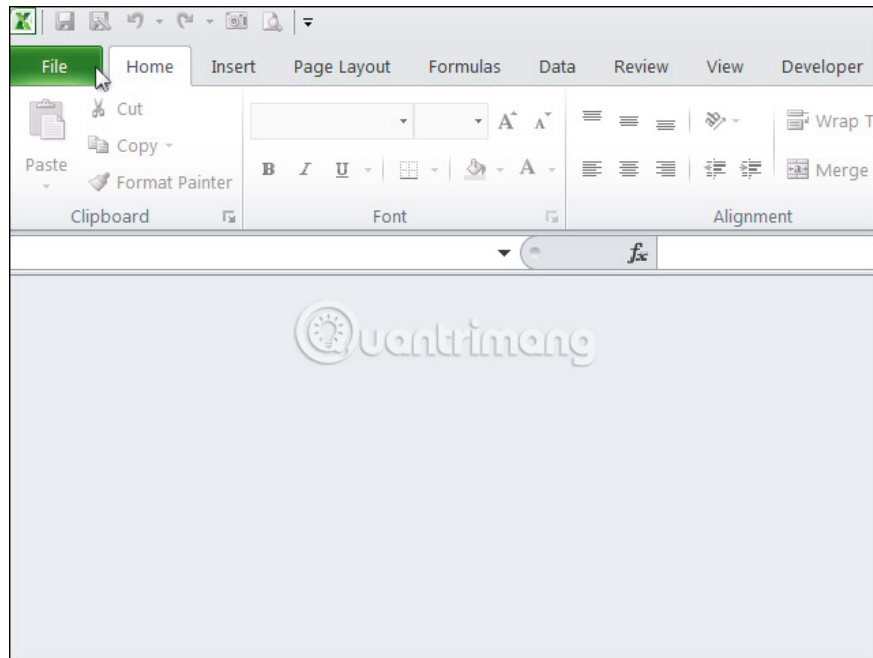 File Home Insert Page Layout Formulas Data Review View Developer
Cut
Copy
Paste
Format Painter
B I U A
Wrap T
Merge
Clipboard Font Alignment
fx
Quantrimang